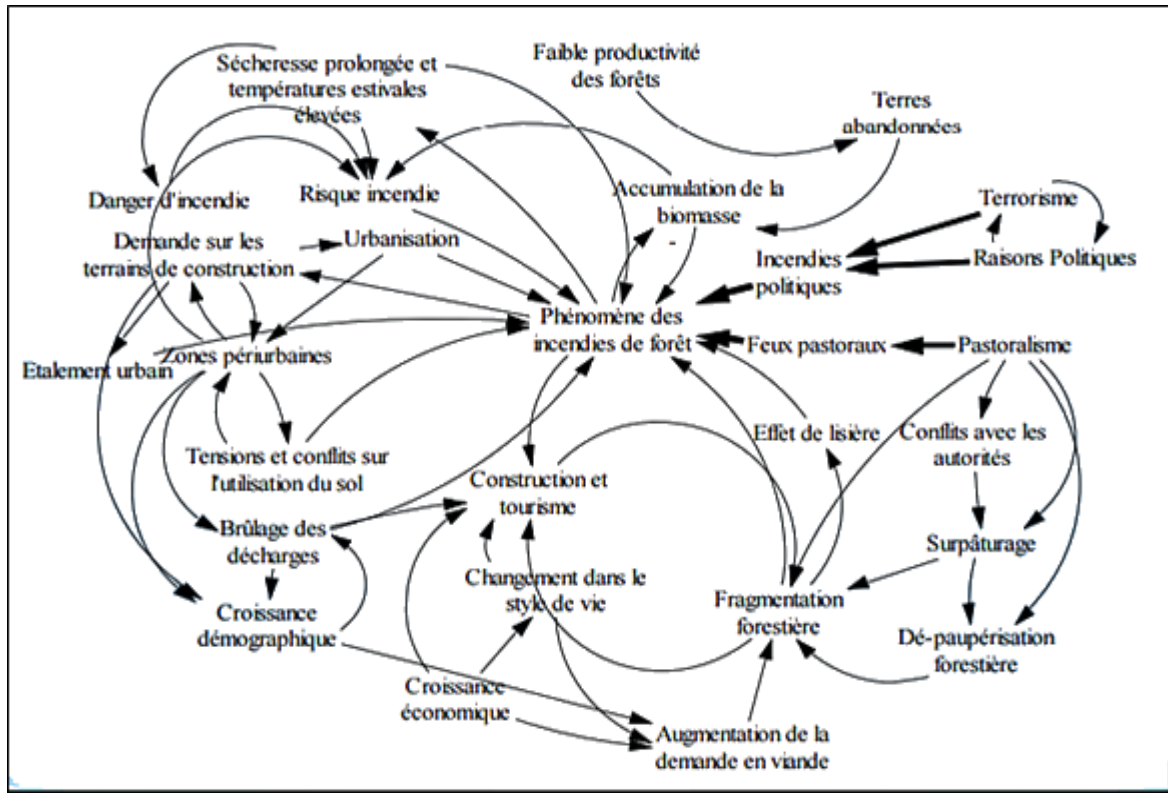 Sécheresse prolongée et
températures estivales
élevées
Faible productivité
des forêts
Terres
abandonnées
Danger d'incendie
Risque incendie
Accumulation de la
biomasse
Terrorisme
Demande sur les
terrains de construction
Urbanisation
Incendies
politiques
Raisons Politiques
Phénomène des
incendies de forêt
Feux pastoraux
Pastoralisme
Etalement urbain
Zones périurbaines
Tensions et conflits sur
l'utilisation du sol
Effet de lisière
Conflits avec les
autorités
Construction et
tourisme
Brûlage des
décharges
Surpâturage
Changement dans le
style de vie
Fragmentation
forestière
Croissance
démographique
Dé-paupérisation
forestière
Croissance
économique
Augmentation de la
demande en viande